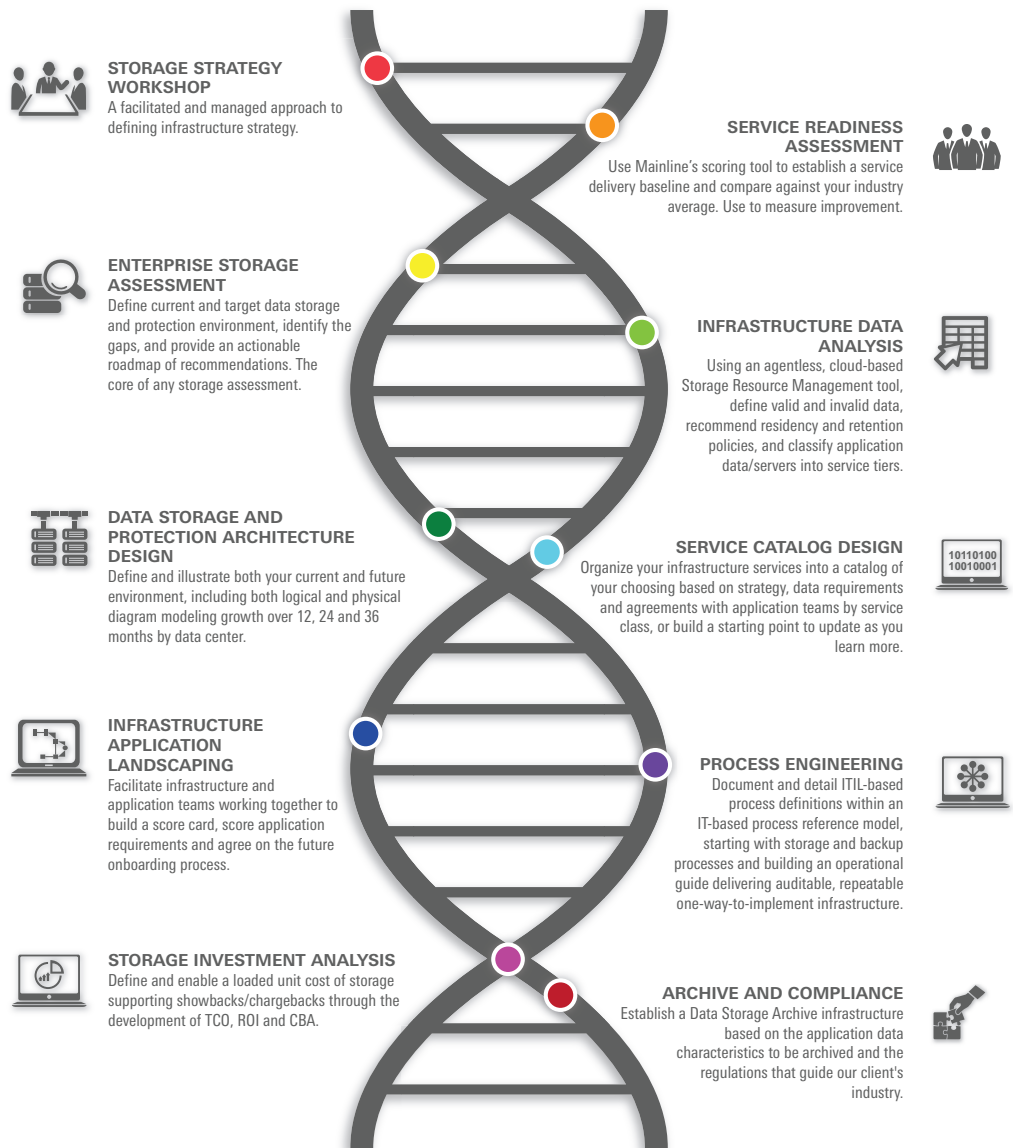 STORAGE STRATEGY
WORKSHOP
A facilitated and managed approach to
defining infrastructure strategy.
SERVICE READINESS
ASSESSMENT
Use Mainline's scoring tool to establish a service
delivery baseline and compare against your industry
average. Use to measure improvement.
ENTERPRISE STORAGE
ASSESSMENT
Define current and target data storage
and protection environment, identify the
gaps, and provide an actionable
roadmap of recommendations. The
core of any storage assessment.
INFRASTRUCTURE DATA
ANALYSIS
Using an agentless, cloud-based
Storage Resource Management tool,
define valid and invalid data,
recommend residency and retention
policies, and classify application
data/servers into service tiers.
DATA STORAGE AND
PROTECTION ARCHITECTURE
DESIGN
Define and illustrate both your current and future
environment, including both logical and physical
diagram modeling growth over 12, 24 and 36
months by data center.
SERVICE CATALOG DESIGN
Organize your infrastructure services into a catalog of
your choosing based on strategy, data requirements
and agreements with application teams by service
class, or build a starting point to update as you
learn more.
10110100
10010001
INFRASTRUCTURE
APPLICATION
LANDSCAPING
Facilitate infrastructure and
application teams working together to
build a score card, score application
requirements and agree on the future
onboarding process.
PROCESS ENGINEERING
Document and detail ITIL-based
process definitions within an
IT-based process reference model,
starting with storage and backup
processes and building an operational
guide delivering auditable, repeatable
one-way-to-implement infrastructure.
STORAGE INVESTMENT ANALYSIS
Define and enable a loaded unit cost of storage
supporting showbacks/chargebacks through the
development of TCO, ROI and CBA.
ARCHIVE AND COMPLIANCE
Establish a Data Storage Archive infrastructure
based on the application data
characteristics to be archived and the
regulations that guide our client's
industry.